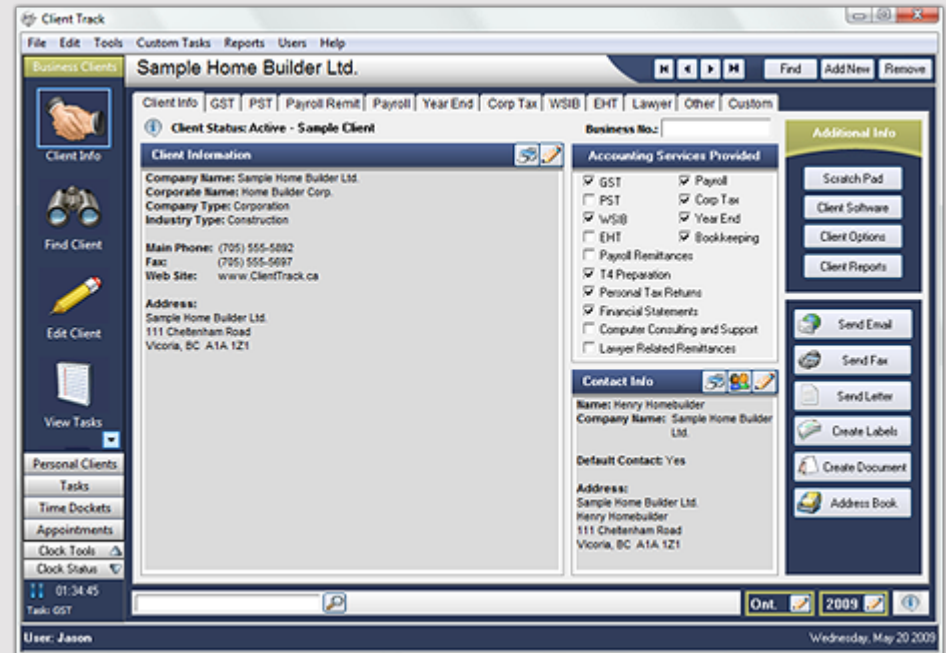 Client Track
File Edit Tools Custom Tasks Reports Users Help
Business Clients
Sample Home Builder Ltd.
Find Add New Remove
Client Info GST PST Payroll Remit Payroll Year End Corp Tax WSIB EHT Lawyer Other Custom
Client Status: Active - Sample Client
Business No.:
Client Information
Company Name: Sample Home Builder Ltd.
Corporate Name: Home Builder Corp.
Company Type: Corporation
Industry Type: Construction
Main Phone: (705) 555-5892
Fax: (705) 555-5697
Web Site: www.ClientTrack.ca
Address:
Sample Home Builder Ltd.
111 Cheltenham Road
Vicoria, BC A1A 1Z1
Accounting Services Provided
GST Payroll
PST Corp Tax
WSIB Year End
EHT Bookkeeping
Payroll Remittances
T4 Preparation
Personal Tax Returns
Financial Statements
Computer Consulting and Support
Lawyer Related Remittances
Contact Info
Name: Henry Homebuilder
Company Name: Sample Home Builder
Ltd.
Default Contact: Yes
Address:
Sample Home Builder Ltd.
Henry Homebuilder
111 Cheltenham Road
Vicoria, BC A1A 1Z1
Additional Info
Scratch Pad
Client Software
Client Options
Client Reports
Send Email
Send Fax
Send Letter
Create Labels
Create Document
Address Book
Client Info
Find Client
Edit Client
View Tasks
Personal Clients
Tasks
Time Dockets
Appointments
Clock Tools
Clock Status
01:34:45
Task: GST
Ont. 2009
User: Jason
Wednesday, May 20 2009